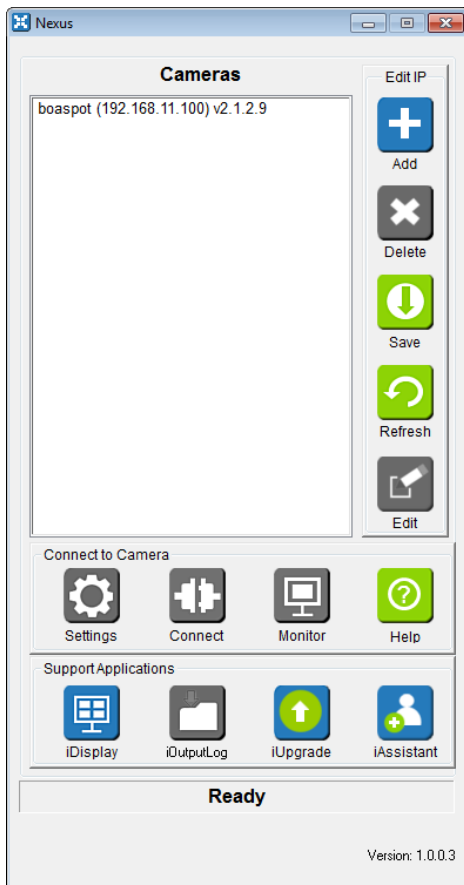 Nexus
Cameras
Edit IP
boaspot (192.168.11.100) v2.1.2.9
Add
Delete
Save
Refresh
Edit
Connect to Camera
Settings Connect Monitor Help
Support Applications
iDisplay iOutputLog iUpgrade iAssistant
Ready
Version: 1.0.0.3